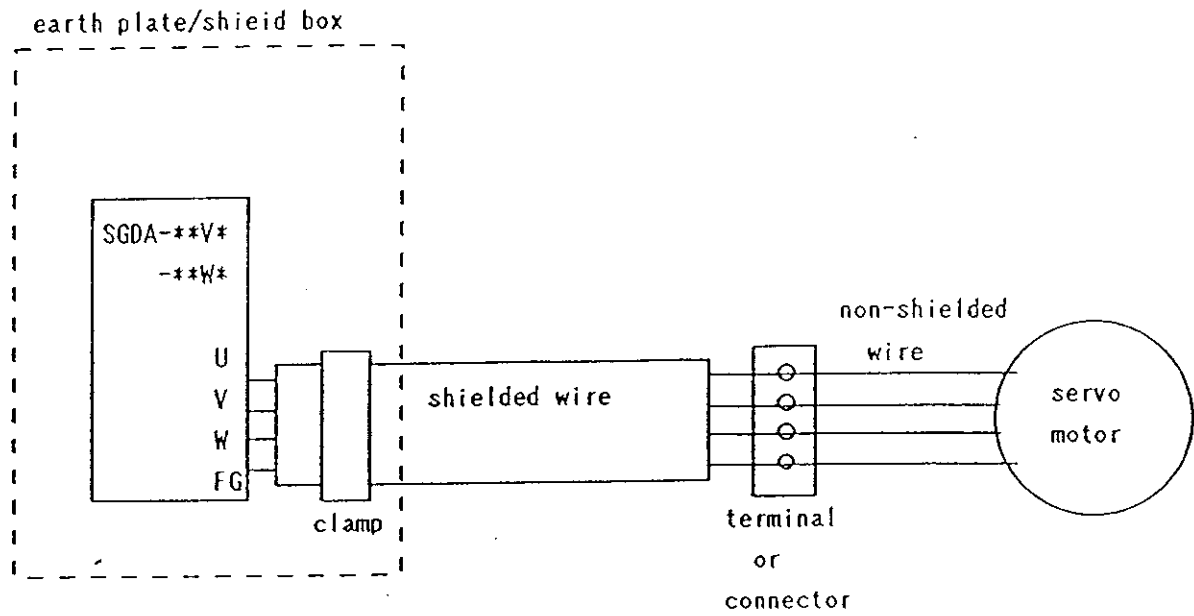 earth plate/shieid box
SGDA-**V*
-**W*
U
V
W
FG
clamp
shielded wire
non-shielded
wire
terminal
or
connector
servo
motor